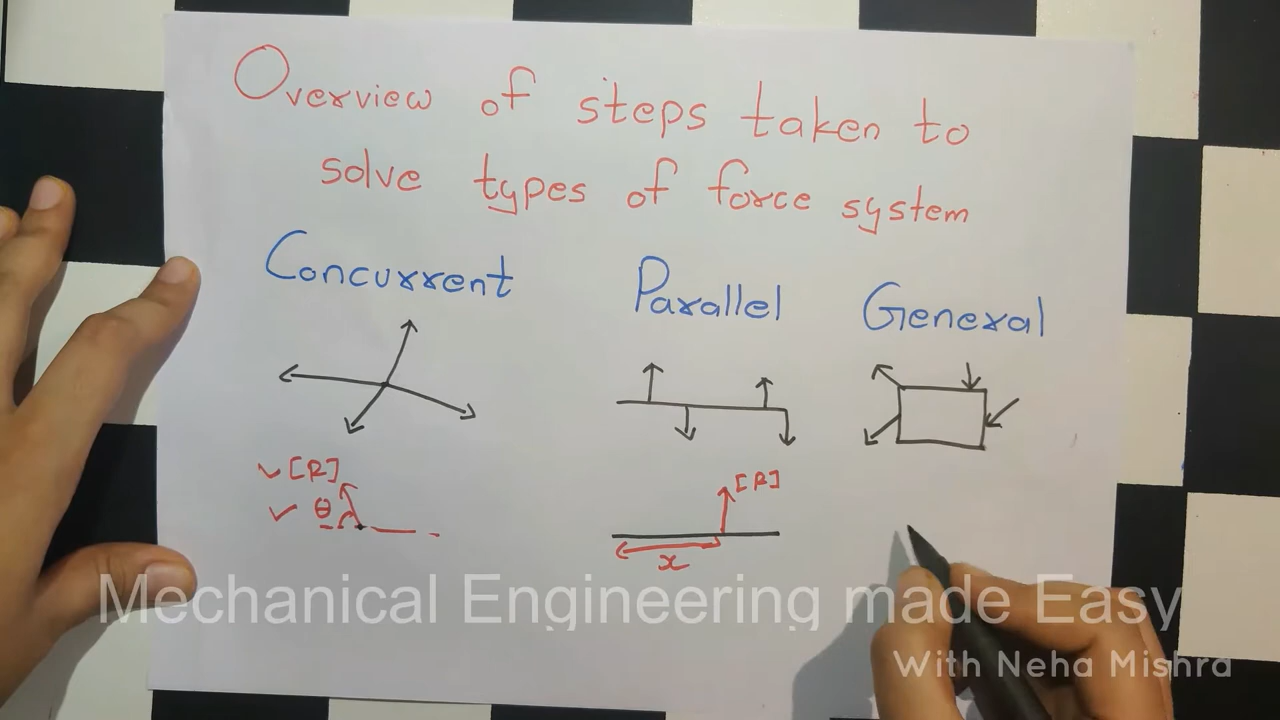 Overview of steps taken to
solve types of force system
Concurrent
Parallel
General
✓ [R]
✓ θ
[R]
x
Mechanical Engineering made Easy
With Neha Mishra